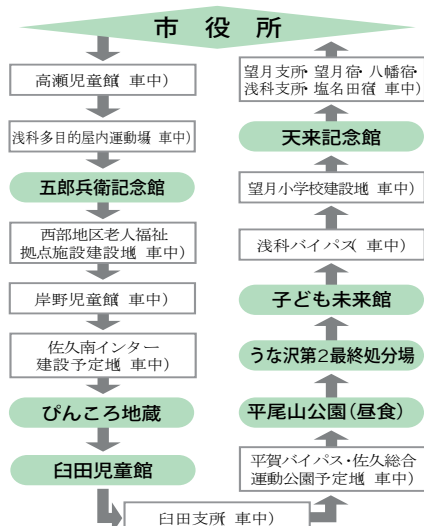 市役所
高瀬児童館(車中)
浅科多目的屋内運動場(車中)
五郎兵衛記念館
西部地区老人福祉
拠点施設建設地(車中)
岸野児童館(車中)
佐久南インター
建設予定地(車中)
ぴんころ地蔵
臼田児童館
臼田支所(車中)
平賀バイパス・佐久総合
運動公園予定地(車中)
平尾山公園(昼食)
うな沢第2最終処分場
子ども未来館
浅科バイパス(車中)
望月小学校建設地(車中)
天来記念館
望月支所・望月宿・八幡宿・
浅科支所・塩名田宿(車中)